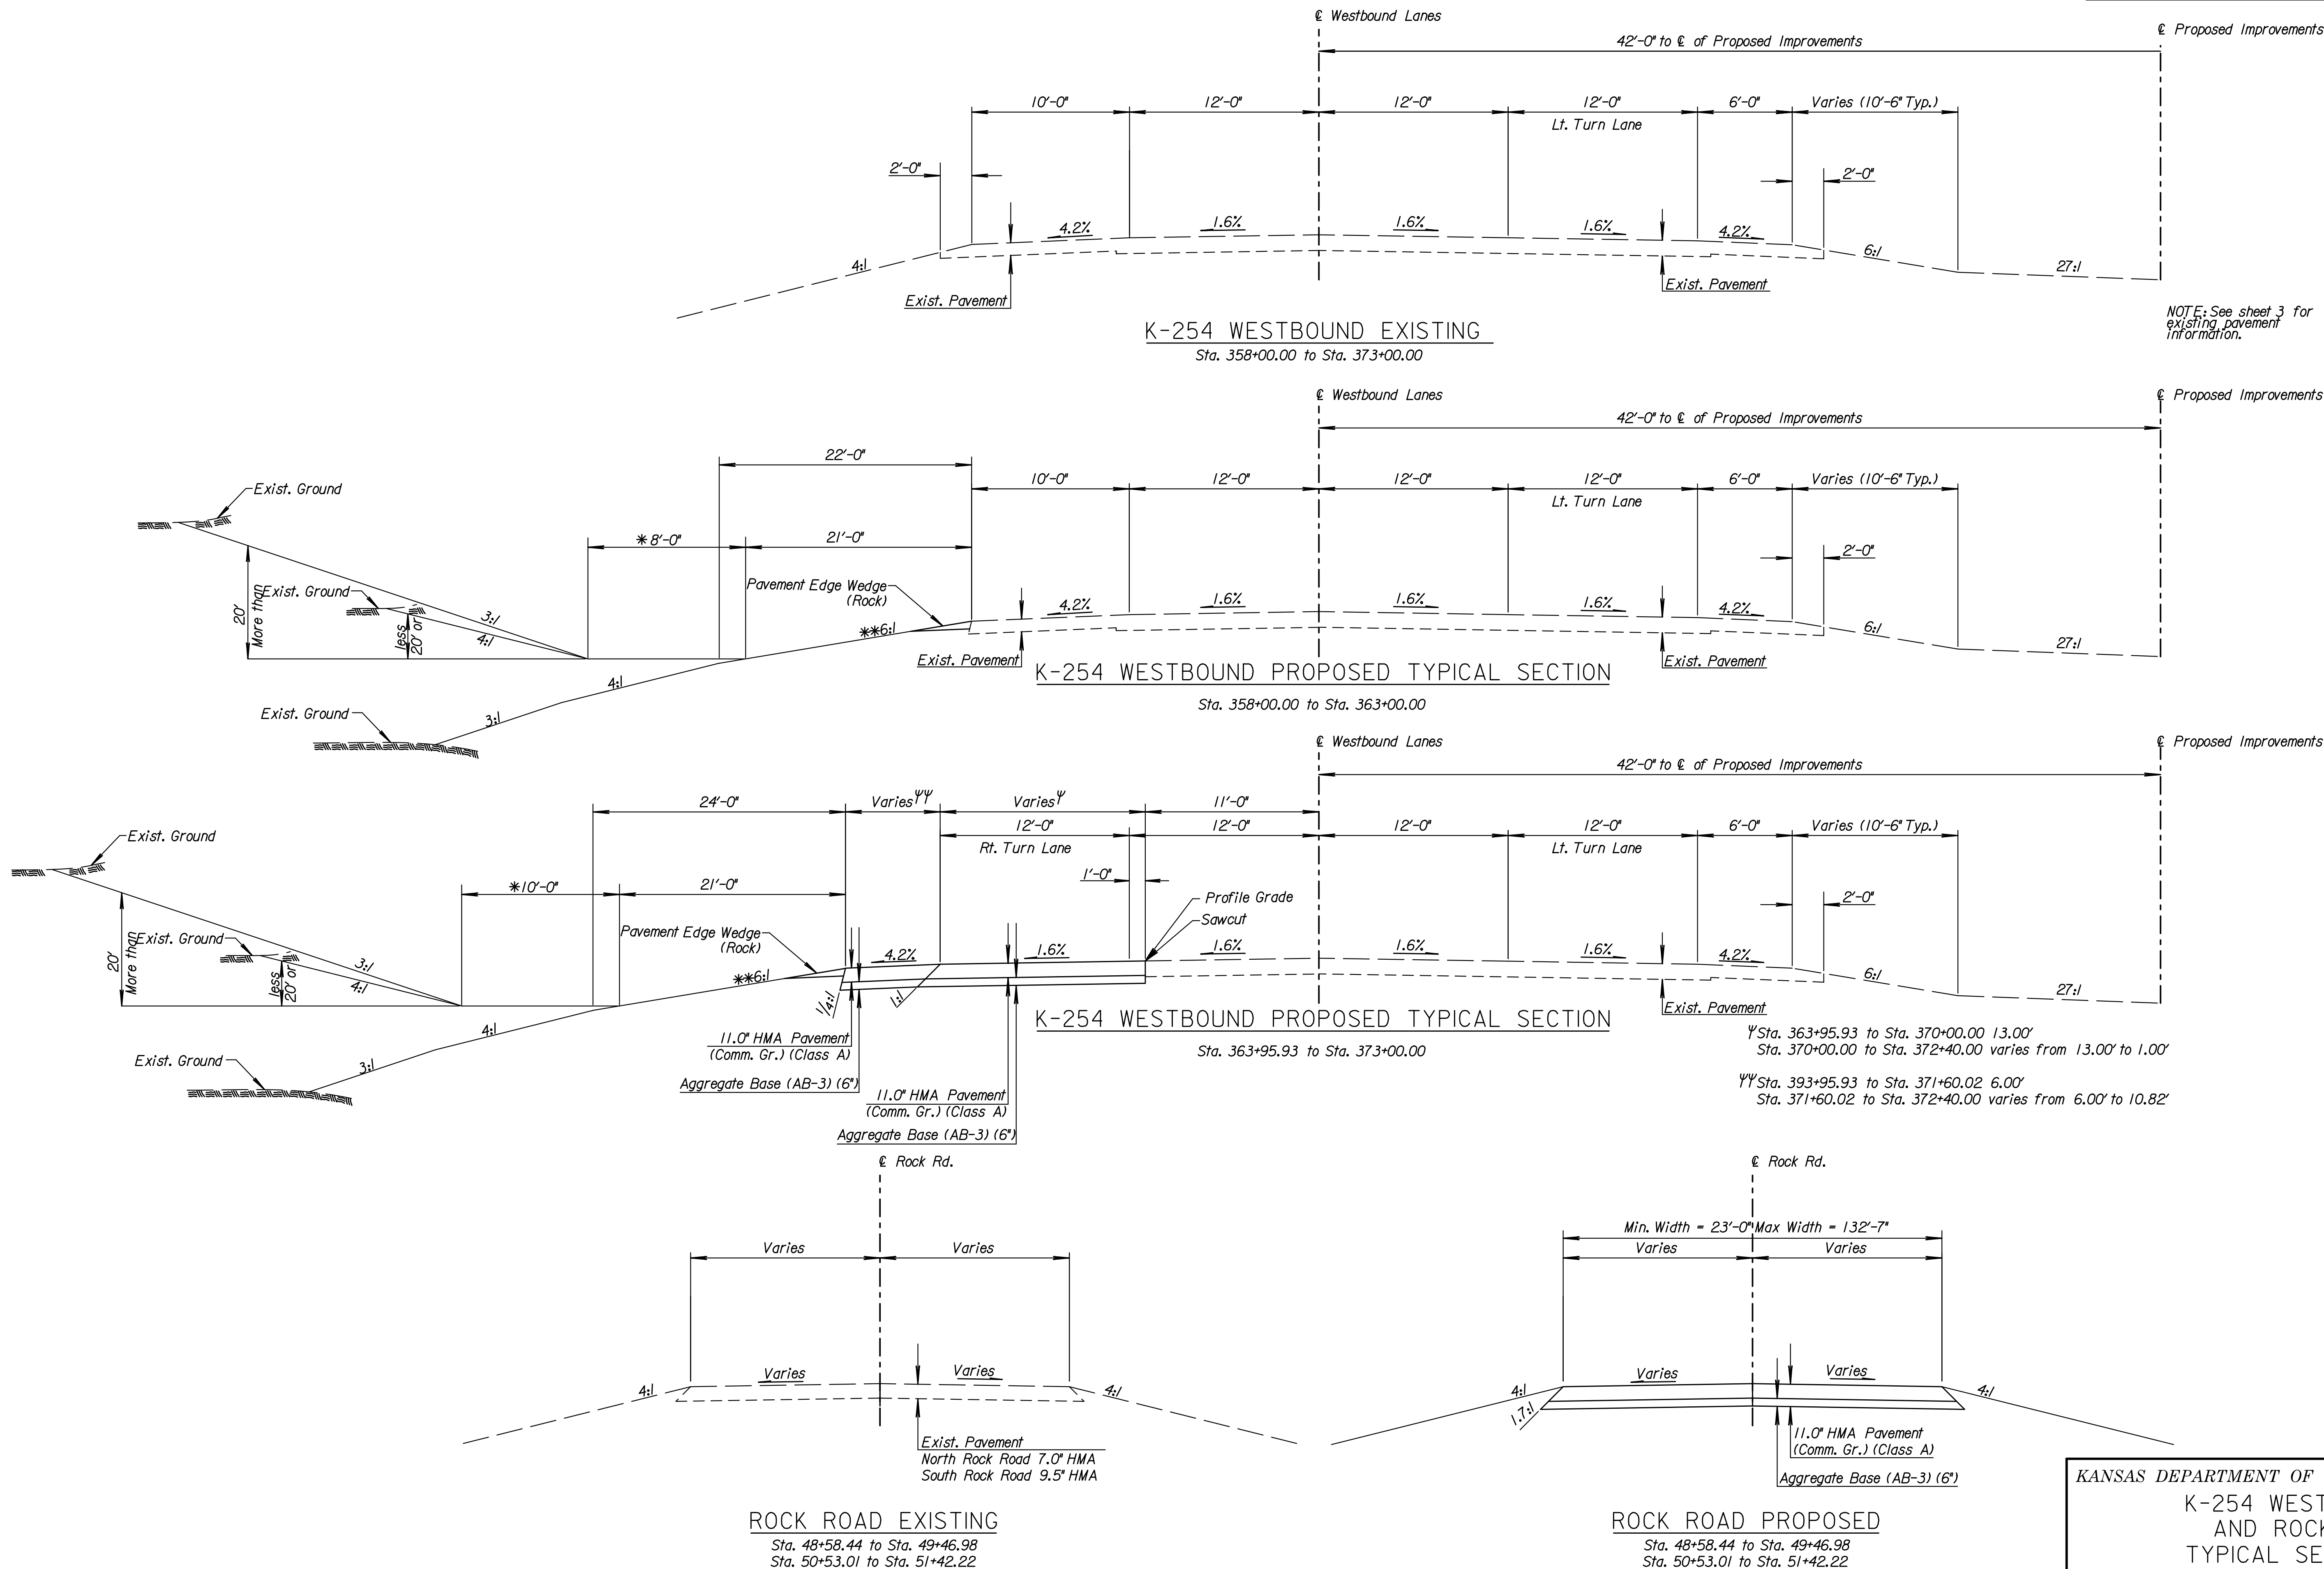 ℄ Westbound Lanes
℄ Proposed Improvements
42'-0" to ℄ of Proposed Improvements
10'-0"
12'-0"
12'-0"
12'-0"
6'-0"
Varies (10'-6" Typ.)
Lt. Turn Lane
2'-0"
2'-0"
4.2%
1.6%
1.6%
1.6%
4.2%
4:1
6:1
27:1
Exist. Pavement
Exist. Pavement
NOTE: See sheet 3 for
existing pavement
information.
K-254 WESTBOUND EXISTING
Sta. 358+00.00 to Sta. 373+00.00
℄ Westbound Lanes
℄ Proposed Improvements
42'-0" to ℄ of Proposed Improvements
22'-0"
10'-0"
12'-0"
12'-0"
12'-0"
6'-0"
Varies (10'-6" Typ.)
Lt. Turn Lane
Exist. Ground
*8'-0"
21'-0"
2'-0"
Exist. Ground
Pavement Edge Wedge
(Rock)
20'
More than
20' or
less
3:1
4:1
**6:1
4.2%
1.6%
1.6%
1.6%
4.2%
6:1
27:1
Exist. Pavement
Exist. Pavement
4:1
3:1
Exist. Ground
K-254 WESTBOUND PROPOSED TYPICAL SECTION
Sta. 358+00.00 to Sta. 363+00.00
℄ Westbound Lanes
℄ Proposed Improvements
42'-0" to ℄ of Proposed Improvements
24'-0"
VariesΨΨ
VariesΨ
11'-0"
12'-0"
12'-0"
12'-0"
12'-0"
6'-0"
Varies (10'-6" Typ.)
Rt. Turn Lane
Lt. Turn Lane
Exist. Ground
*10'-0"
21'-0"
1'-0"
2'-0"
Profile Grade
Sawcut
Exist. Ground
Pavement Edge Wedge
(Rock)
20'
More than
20' or
less
3:1
4:1
**6:1
4.2%
1.6%
1.6%
1.6%
1.6%
4.2%
6:1
27:1
1/4:1
1:1
Exist. Pavement
4:1
3:1
Exist. Ground
11.0" HMA Pavement
(Comm. Gr.) (Class A)
Aggregate Base (AB-3) (6")
11.0" HMA Pavement
(Comm. Gr.) (Class A)
Aggregate Base (AB-3) (6")
K-254 WESTBOUND PROPOSED TYPICAL SECTION
Sta. 363+95.93 to Sta. 373+00.00
ΨSta. 363+95.93 to Sta. 370+00.00 13.00'
Sta. 370+00.00 to Sta. 372+40.00 varies from 13.00' to 1.00'
ΨΨSta. 393+95.93 to Sta. 371+60.02 6.00'
Sta. 371+60.02 to Sta. 372+40.00 varies from 6.00' to 10.82'
℄ Rock Rd.
Varies
Varies
Varies
Varies
4:1
4:1
Exist. Pavement
North Rock Road 7.0" HMA
South Rock Road 9.5" HMA
ROCK ROAD EXISTING
Sta. 48+58.44 to Sta. 49+46.98
Sta. 50+53.01 to Sta. 51+42.22
℄ Rock Rd.
Min. Width = 23'-0" Max Width = 132'-7"
Varies
Varies
Varies
Varies
4:1
4:1
1.7:1
11.0" HMA Pavement
(Comm. Gr.) (Class A)
Aggregate Base (AB-3) (6")
ROCK ROAD PROPOSED
Sta. 48+58.44 to Sta. 49+46.98
Sta. 50+53.01 to Sta. 51+42.22
KANSAS DEPARTMENT OF
K-254 WEST
AND ROCK
TYPICAL SE